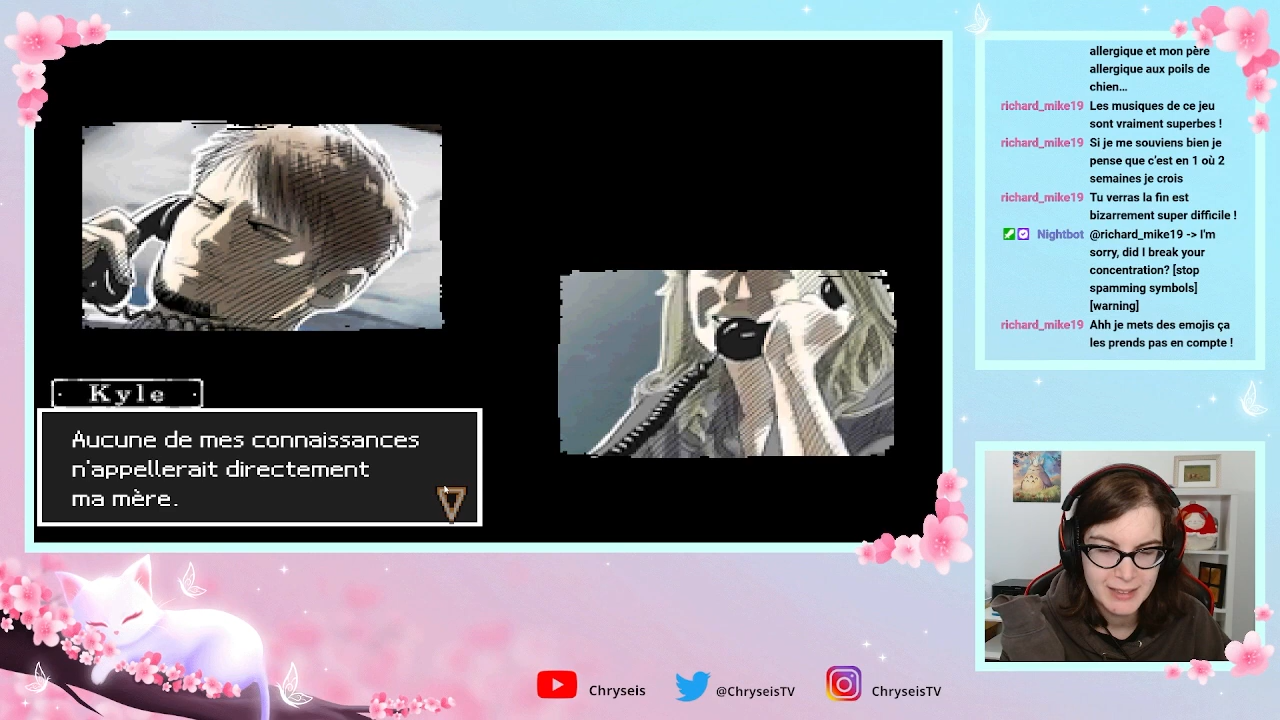 Kyle
Aucune de mes connaissances
n'appellerait directement
ma mère.
allergique et mon père
allergique aux poils de
chien...
richard_mike19 Les musiques de ce jeu
sont vraiment superbes !
richard_mike19 Si je me souviens bien je
pense que c'est en 1 où 2
semaines je crois
richard_mike19 Tu verras la fin est
bizarrement super difficile !
Nightbot @richard_mike19 -> I'm
sorry, did I break your
concentration? [stop
spamming symbols]
[warning]
richard_mike19 Ahh je mets des emojis ça
les prends pas en compte !
Chryseis @ChryseisTV ChryseisTV